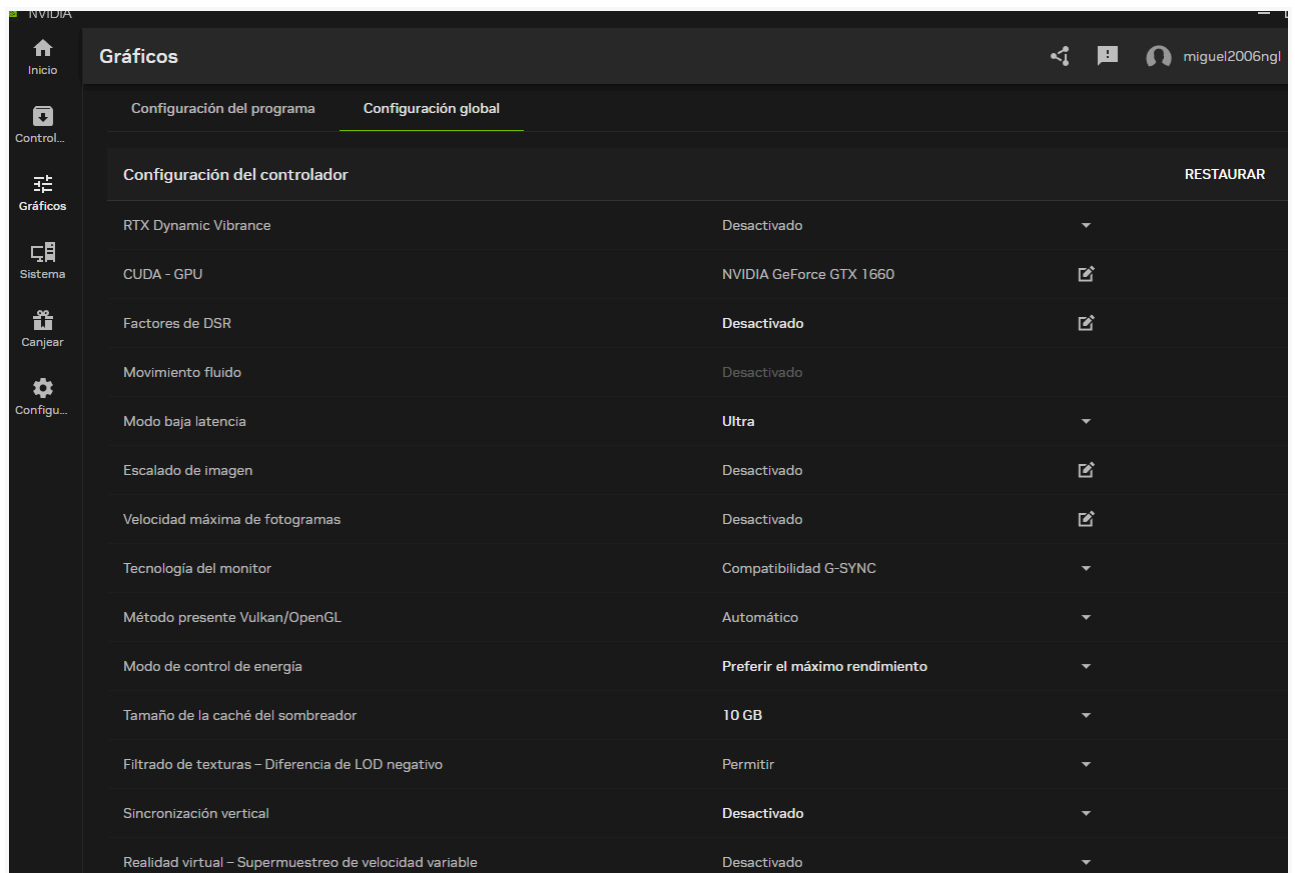 NVIDIA
Inicio
Gráficos
miguel2006ngl
Configuración del programa
Configuración global
Control...
Configuración del controlador
RESTAURAR
Gráficos
RTX Dynamic Vibrance
Desactivado
Sistema
CUDA - GPU
NVIDIA GeForce GTX 1660
Factores de DSR
Desactivado
Canjear
Movimiento fluido
Desactivado
Configu...
Modo baja latencia
Ultra
Escalado de imagen
Desactivado
Velocidad máxima de fotogramas
Desactivado
Tecnología del monitor
Compatibilidad G-SYNC
Método presente Vulkan/OpenGL
Automático
Modo de control de energía
Preferir el máximo rendimiento
Tamaño de la caché del sombreador
10 GB
Filtrado de texturas – Diferencia de LOD negativo
Permitir
Sincronización vertical
Desactivado
Realidad virtual – Supermuestreo de velocidad variable
Desactivado